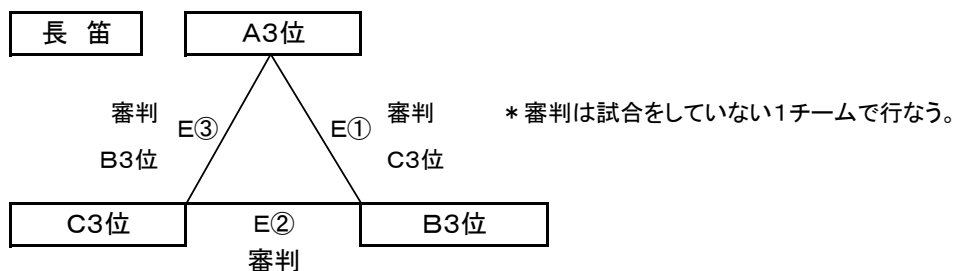 長 笛
A3位
審判
E③
B3位
E①
審判
C3位
*審判は試合をしていない1チームで行なう。
C3位
E②
審判
B3位